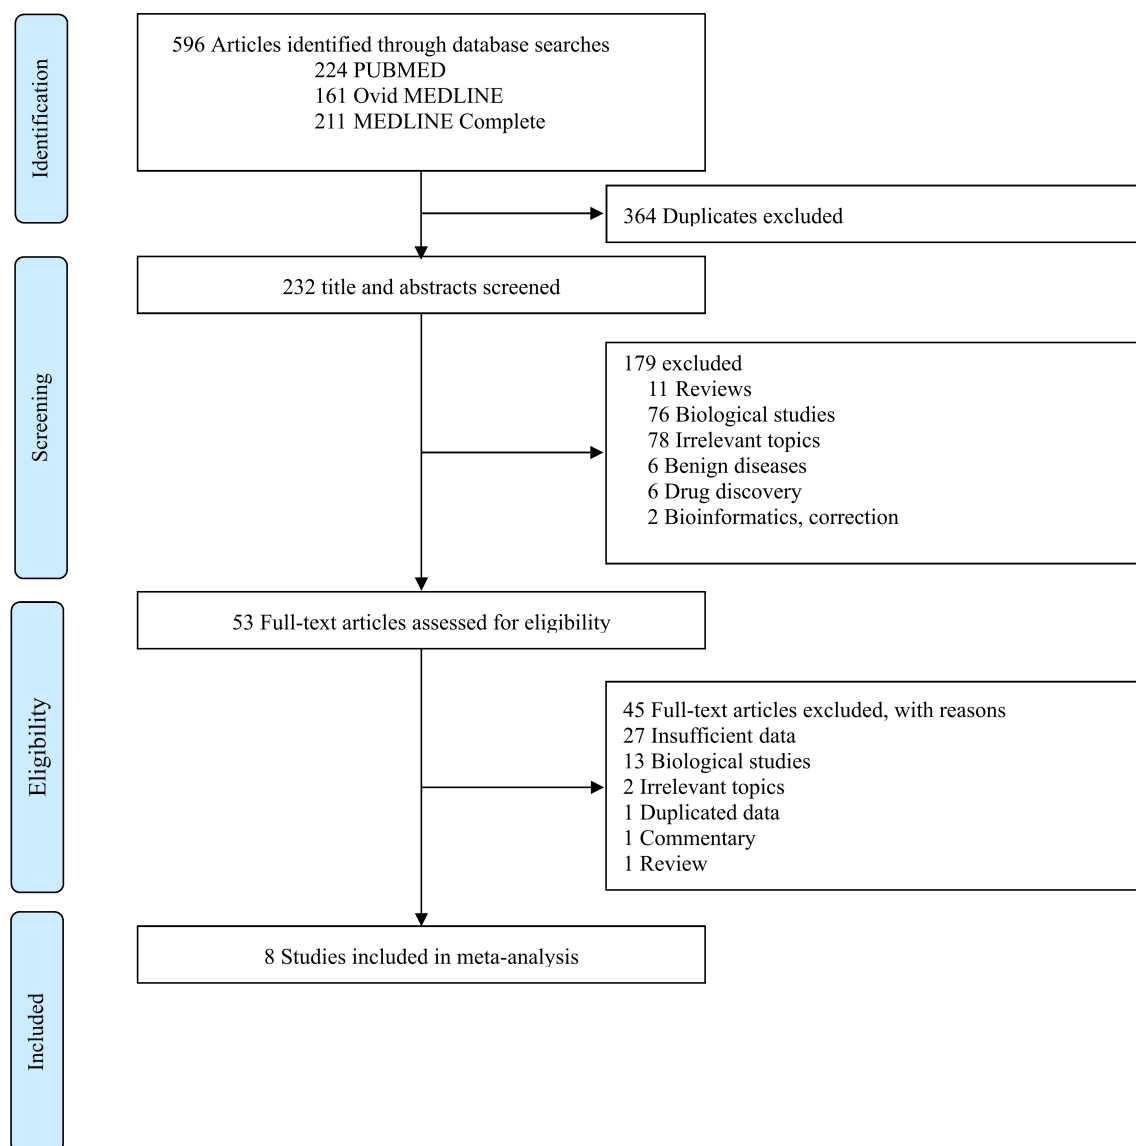 Identification
596 Articles identified through database searches
224 PUBMED
161 Ovid MEDLINE
211 MEDLINE Complete
364 Duplicates excluded
Screening
232 title and abstracts screened
179 excluded
11 Reviews
76 Biological studies
78 Irrelevant topics
6 Benign diseases
6 Drug discovery
2 Bioinformatics, correction
Eligibility
53 Full-text articles assessed for eligibility
45 Full-text articles excluded, with reasons
27 Insufficient data
13 Biological studies
2 Irrelevant topics
1 Duplicated data
1 Commentary
1 Review
Included
8 Studies included in meta-analysis